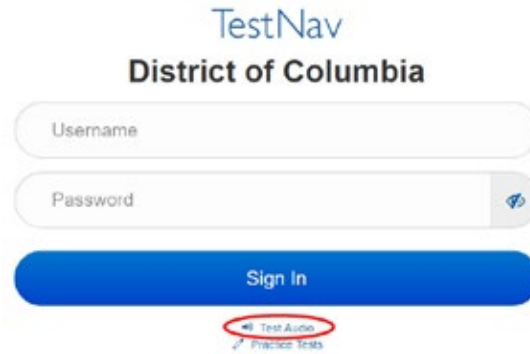 TestNav
District of Columbia
Username
Password
Sign In
Test Audio
Practice Tests